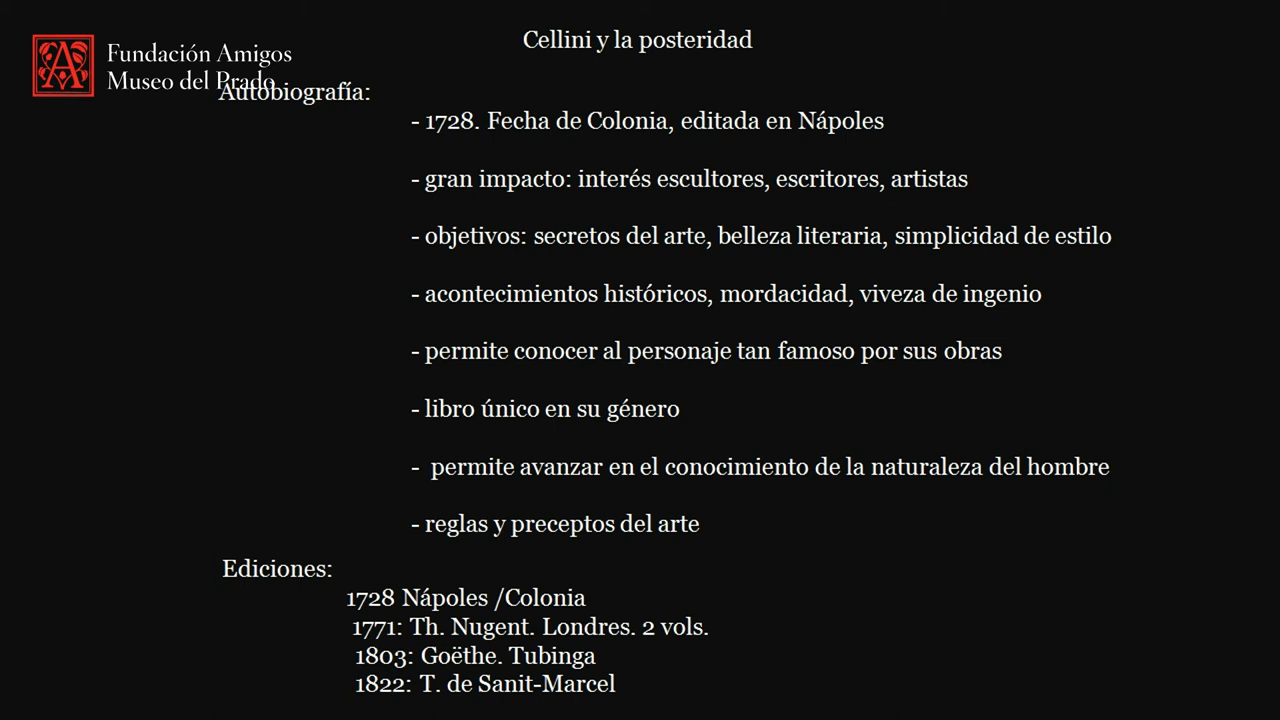 Cellini y la posteridad
Fundación Amigos
Museo del Prado
Autobiografía:
- 1728. Fecha de Colonia, editada en Nápoles
- gran impacto: interés escultores, escritores, artistas
- objetivos: secretos del arte, belleza literaria, simplicidad de estilo
- acontecimientos históricos, mordacidad, viveza de ingenio
- permite conocer al personaje tan famoso por sus obras
- libro único en su género
- permite avanzar en el conocimiento de la naturaleza del hombre
- reglas y preceptos del arte
Ediciones:
1728 Nápoles /Colonia
1771: Th. Nugent. Londres. 2 vols.
1803: Goëthe. Tubinga
1822: T. de Sanit-Marcel